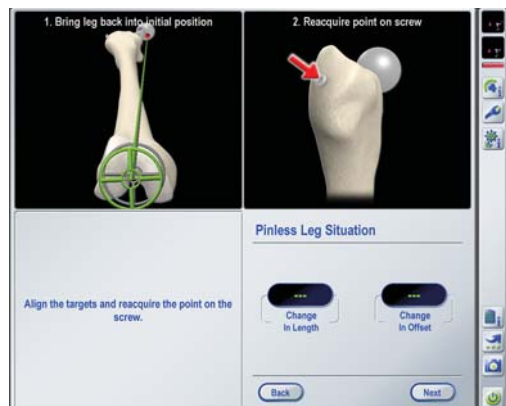 1. Bring leg back into initial position
2. Reacquire point on screw
Align the targets and reacquire the point on the
screw.
Pinless Leg Situation
---
Change
In Length
---
Change
In Offset
Back
Next